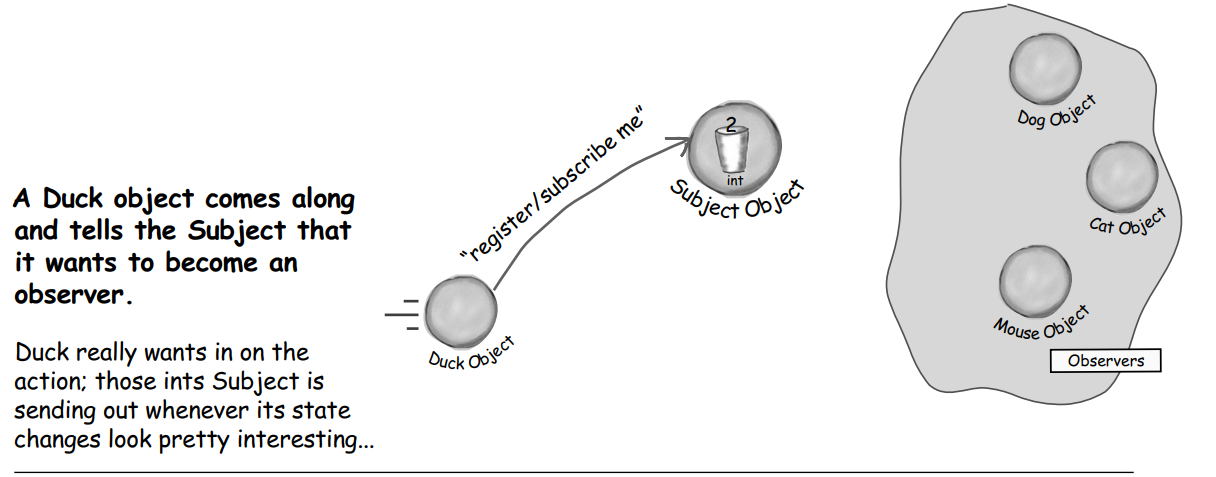 A Duck object comes along
and tells the Subject that
it wants to become an
observer.
Duck really wants in on the
action; those ints Subject is
sending out whenever its state
changes look pretty interesting...
"register/subscribe me"
Duck Object
2
int
Subject Object
Dog Object
Cat Object
Mouse Object
Observers